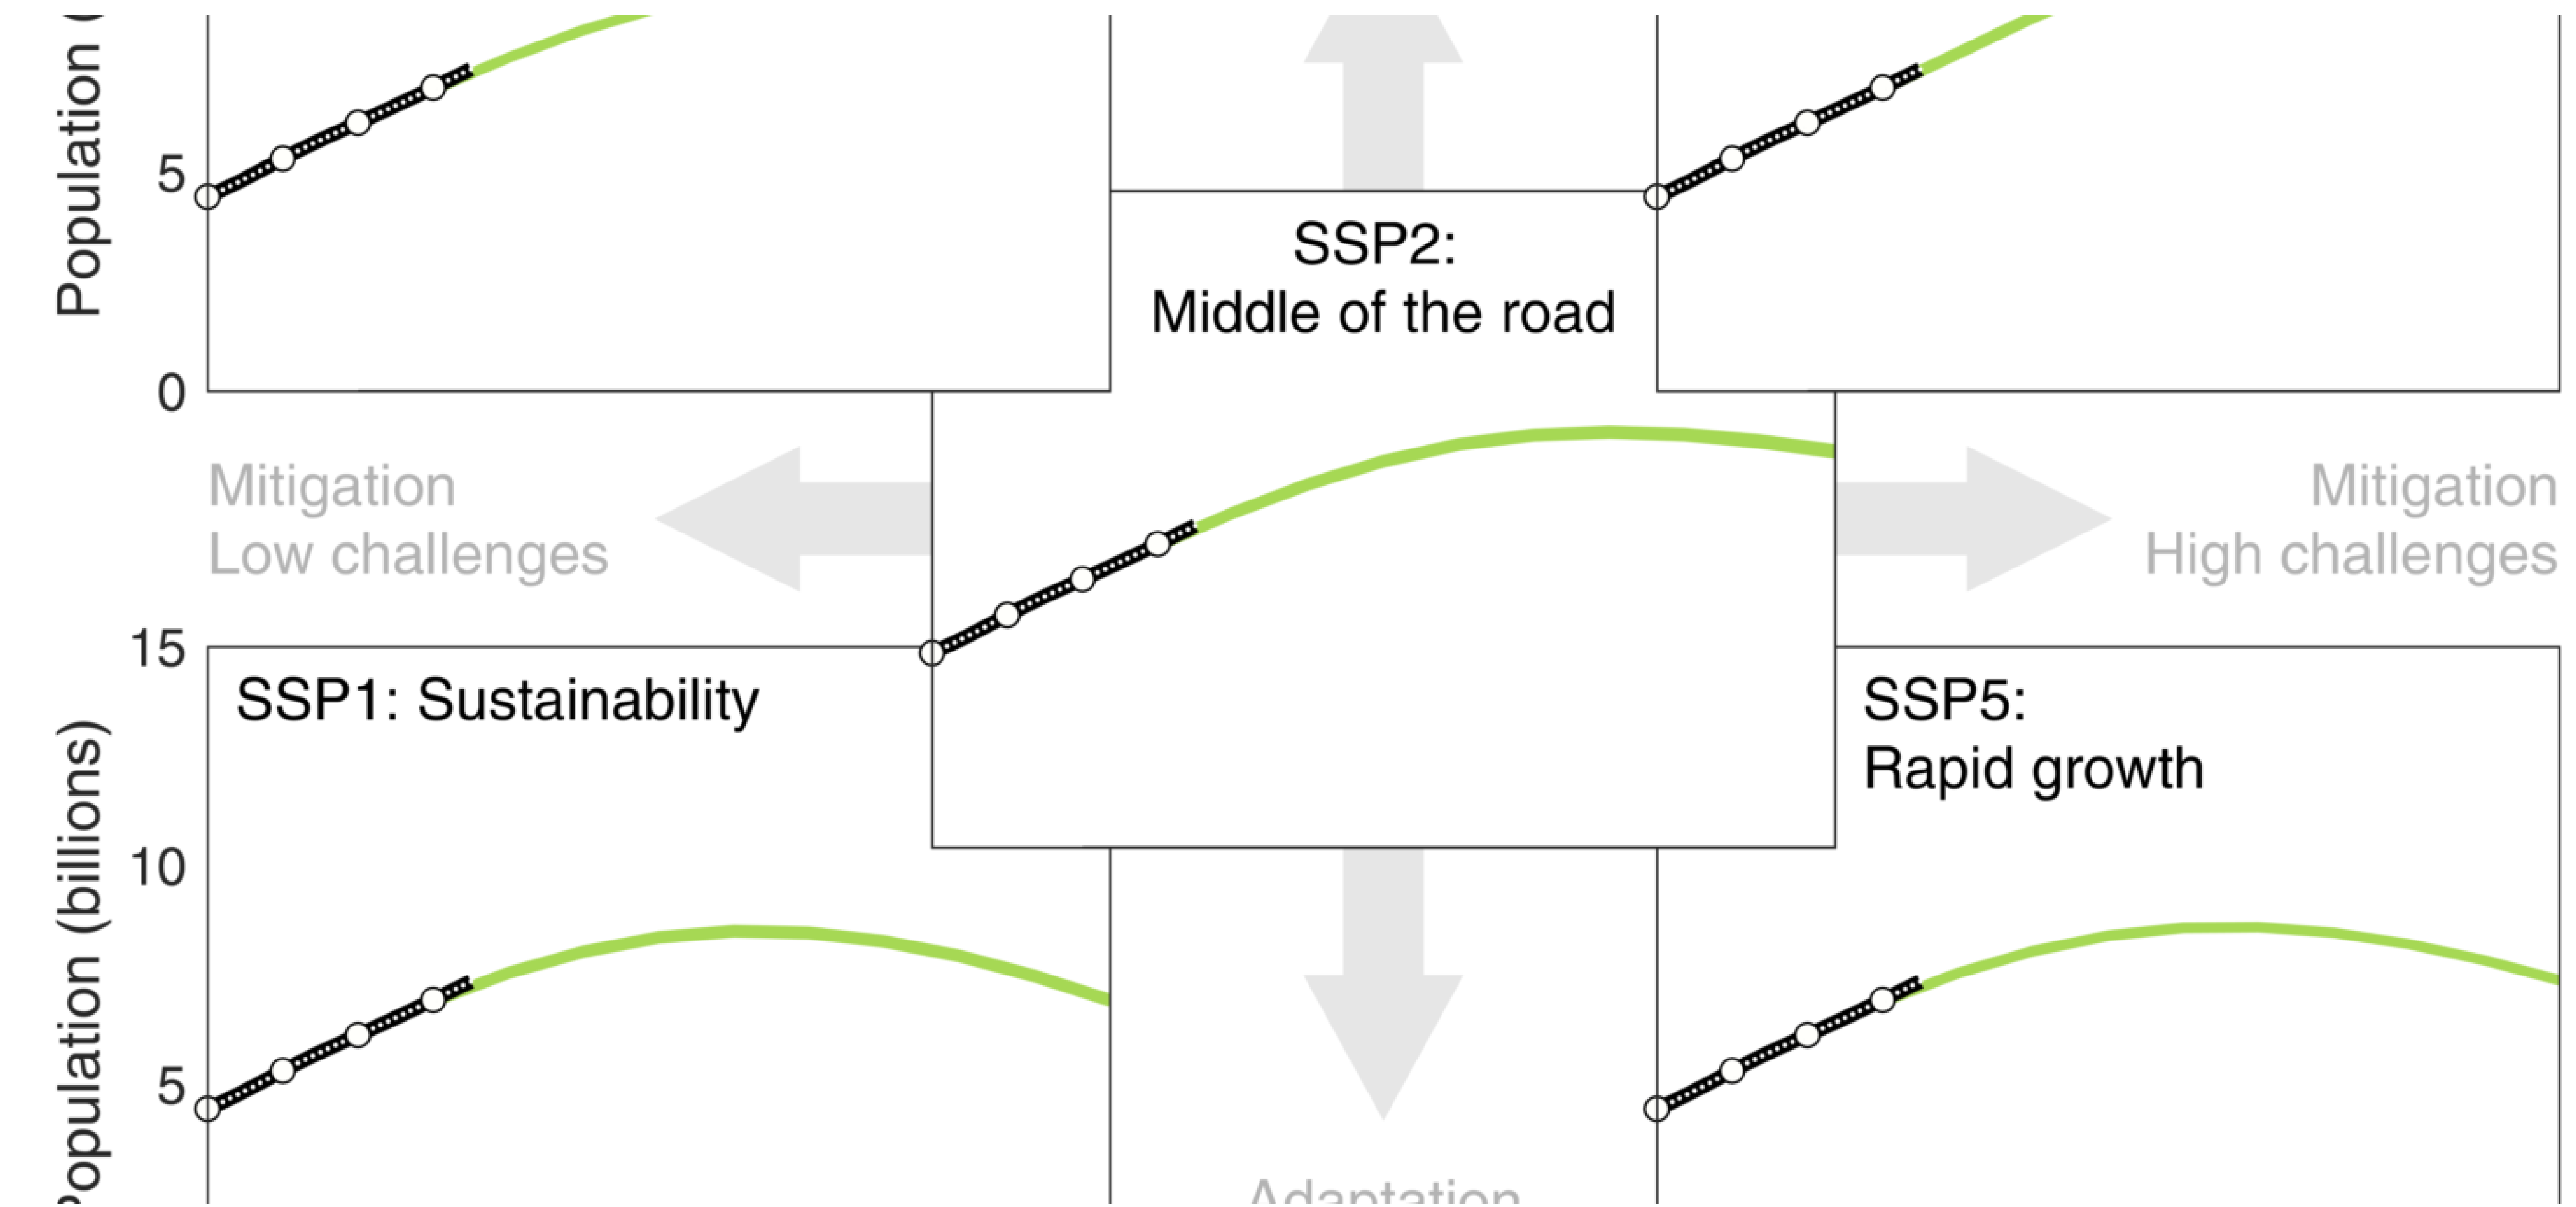 Population (
5
0
SSP2:
Middle of the road
Mitigation
Low challenges
Mitigation
High challenges
15
10
5
Population (billions)
SSP1: Sustainability
SSP5:
Rapid growth
Adaptation